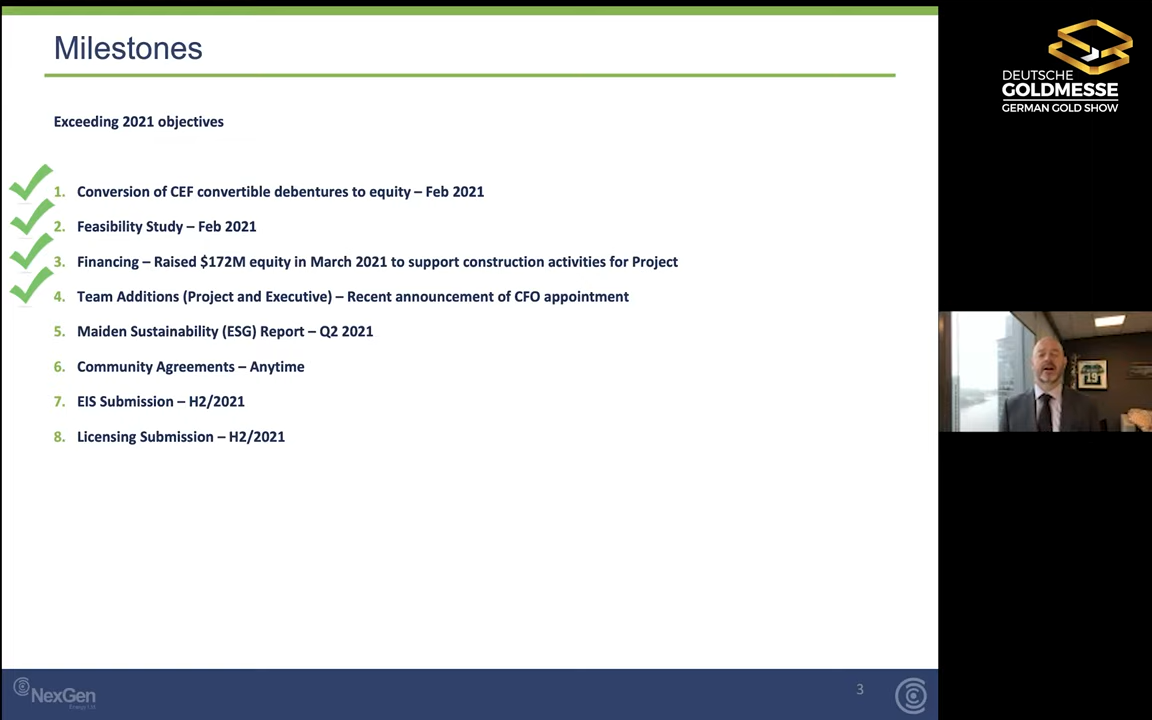 Milestones
Exceeding 2021 objectives
1. Conversion of CEF convertible debentures to equity – Feb 2021
2. Feasibility Study – Feb 2021
3. Financing – Raised $172M equity in March 2021 to support construction activities for Project
4. Team Additions (Project and Executive) – Recent announcement of CFO appointment
5. Maiden Sustainability (ESG) Report – Q2 2021
6. Community Agreements – Anytime
7. EIS Submission – H2/2021
8. Licensing Submission – H2/2021
NexGen
Energy Ltd
3
DEUTSCHE
GOLDMESSE
GERMAN GOLD SHOW
19